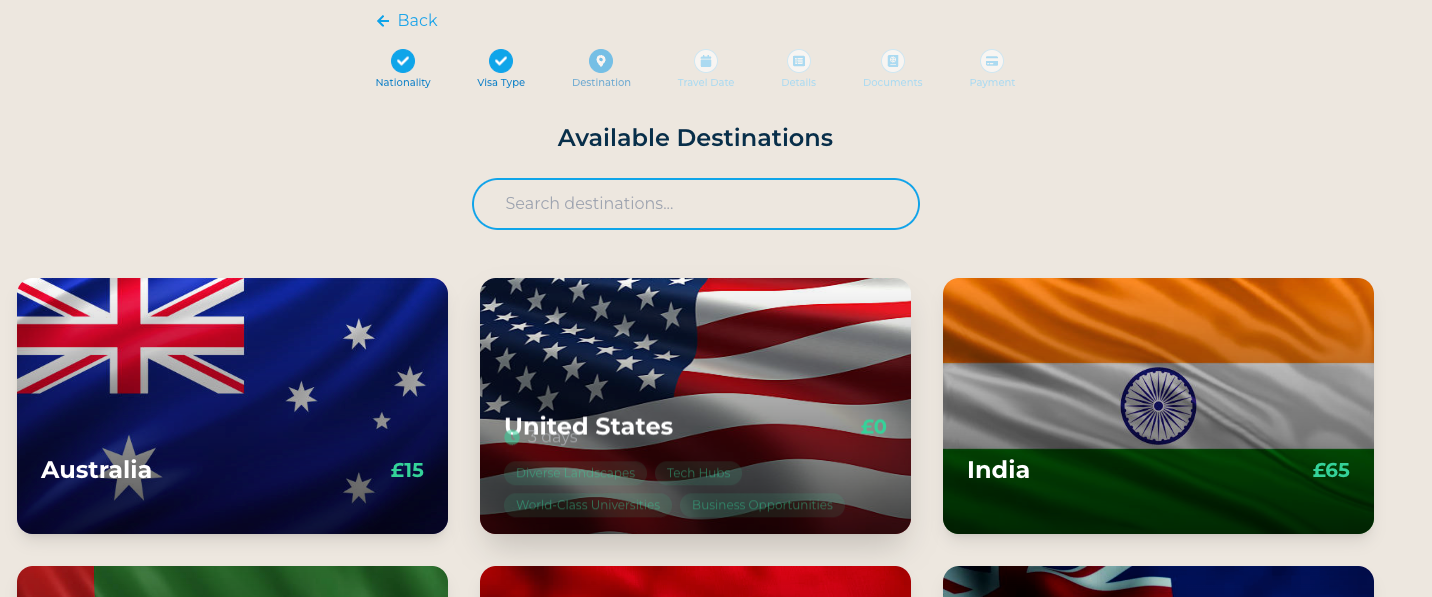 Back
Nationality
Visa Type
Destination
Travel Date
Details
Documents
Payment
Available Destinations
Search destinations...
Australia
£15
United States
£0
5 days
Diverse Landscapes
Tech Hubs
World-Class Universities
Business Opportunities
India
£65